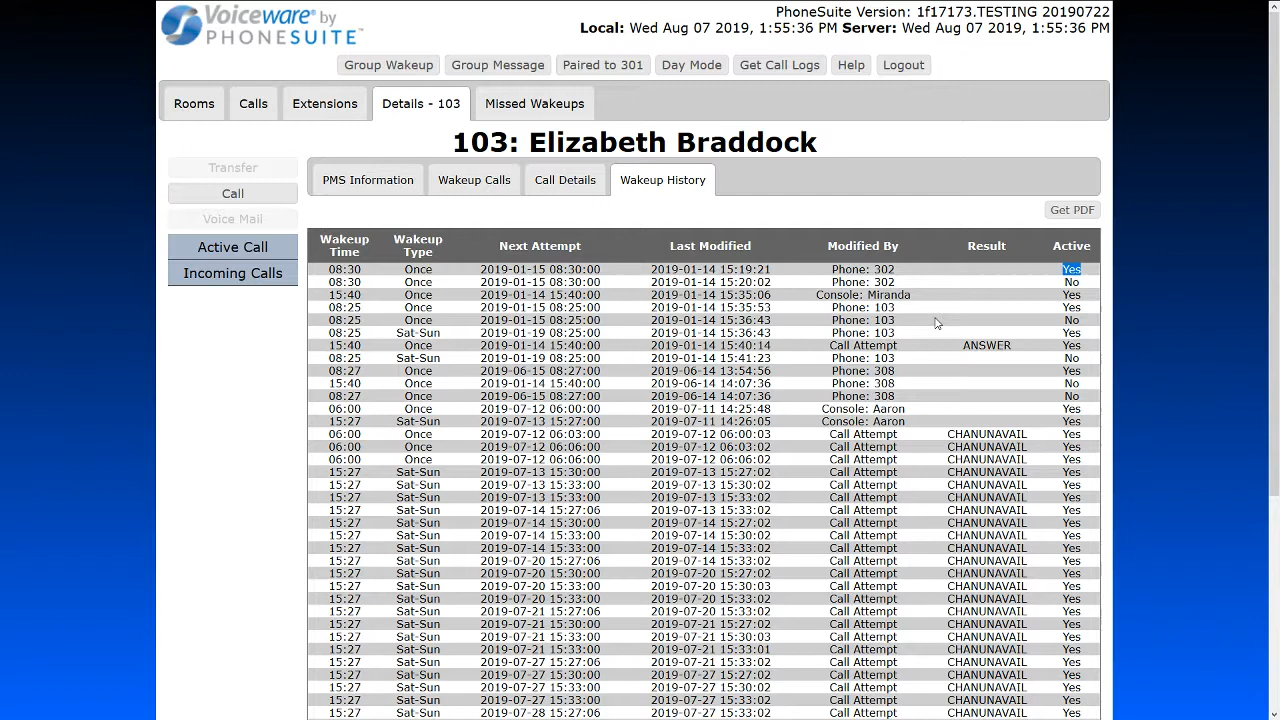 Voiceware® by
PHONESUITE™
PhoneSuite Version: 1f17173.TESTING 20190722
Local: Wed Aug 07 2019, 1:55:36 PM Server: Wed Aug 07 2019, 1:55:36 PM
Group Wakeup Group Message Paired to 301 Day Mode Get Call Logs Help Logout
Rooms Calls Extensions Details - 103 Missed Wakeups
103: Elizabeth Braddock
Transfer
Call
Voice Mail
Active Call
Incoming Calls
PMS Information Wakeup Calls Call Details Wakeup History
Get PDF
Wakeup Time Wakeup Type Next Attempt Last Modified Modified By Result Active
08:30 Once 2019-01-15 08:30:00 2019-01-14 15:19:21 Phone: 302 Yes
08:30 Once 2019-01-15 08:30:00 2019-01-14 15:20:02 Phone: 302 No
15:40 Once 2019-01-14 15:40:00 2019-01-14 15:35:06 Console: Miranda Yes
08:25 Once 2019-01-15 08:25:00 2019-01-14 15:35:53 Phone: 103 Yes
08:25 Once 2019-01-15 08:25:00 2019-01-14 15:36:43 Phone: 103 No
08:25 Sat-Sun 2019-01-19 08:25:00 2019-01-14 15:36:43 Phone: 103 Yes
15:40 Once 2019-01-14 15:40:00 2019-01-14 15:40:14 Call Attempt ANSWER Yes
08:25 Sat-Sun 2019-01-19 08:25:00 2019-01-14 15:41:23 Phone: 103 No
08:27 Once 2019-06-15 08:27:00 2019-06-14 13:54:56 Phone: 308 Yes
15:40 Once 2019-01-14 15:40:00 2019-06-14 14:07:36 Phone: 308 No
08:27 Once 2019-06-15 08:27:00 2019-06-14 14:07:36 Phone: 308 No
06:00 Once 2019-07-12 06:00:00 2019-07-11 14:25:48 Console: Aaron Yes
15:27 Sat-Sun 2019-07-13 15:27:00 2019-07-11 14:26:05 Console: Aaron Yes
06:00 Once 2019-07-12 06:03:00 2019-07-12 06:00:03 Call Attempt CHANUNAVAIL Yes
06:00 Once 2019-07-12 06:06:00 2019-07-12 06:03:02 Call Attempt CHANUNAVAIL Yes
06:00 Once 2019-07-12 06:06:00 2019-07-12 06:06:02 Call Attempt CHANUNAVAIL Yes
15:27 Sat-Sun 2019-07-13 15:30:00 2019-07-13 15:27:02 Call Attempt CHANUNAVAIL Yes
15:27 Sat-Sun 2019-07-13 15:33:00 2019-07-13 15:30:02 Call Attempt CHANUNAVAIL Yes
15:27 Sat-Sun 2019-07-13 15:33:00 2019-07-13 15:33:02 Call Attempt CHANUNAVAIL Yes
15:27 Sat-Sun 2019-07-14 15:30:00 2019-07-13 15:33:02 Call Attempt CHANUNAVAIL Yes
15:27 Sat-Sun 2019-07-14 15:30:00 2019-07-14 15:27:02 Call Attempt CHANUNAVAIL Yes
15:27 Sat-Sun 2019-07-14 15:33:00 2019-07-14 15:30:02 Call Attempt CHANUNAVAIL Yes
15:27 Sat-Sun 2019-07-14 15:33:00 2019-07-14 15:33:02 Call Attempt CHANUNAVAIL Yes
15:27 Sat-Sun 2019-07-20 15:27:06 2019-07-14 15:33:02 Call Attempt CHANUNAVAIL Yes
15:27 Sat-Sun 2019-07-20 15:30:00 2019-07-20 15:27:02 Call Attempt CHANUNAVAIL Yes
15:27 Sat-Sun 2019-07-20 15:33:00 2019-07-20 15:30:03 Call Attempt CHANUNAVAIL Yes
15:27 Sat-Sun 2019-07-20 15:33:00 2019-07-20 15:33:02 Call Attempt CHANUNAVAIL Yes
15:27 Sat-Sun 2019-07-21 15:27:06 2019-07-20 15:33:02 Call Attempt CHANUNAVAIL Yes
15:27 Sat-Sun 2019-07-21 15:30:00 2019-07-21 15:27:02 Call Attempt CHANUNAVAIL Yes
15:27 Sat-Sun 2019-07-21 15:33:00 2019-07-21 15:30:03 Call Attempt CHANUNAVAIL Yes
15:27 Sat-Sun 2019-07-21 15:33:00 2019-07-21 15:33:01 Call Attempt CHANUNAVAIL Yes
15:27 Sat-Sun 2019-07-27 15:27:06 2019-07-21 15:33:02 Call Attempt CHANUNAVAIL Yes
15:27 Sat-Sun 2019-07-27 15:30:00 2019-07-27 15:27:02 Call Attempt CHANUNAVAIL Yes
15:27 Sat-Sun 2019-07-27 15:33:00 2019-07-27 15:30:02 Call Attempt CHANUNAVAIL Yes
15:27 Sat-Sun 2019-07-27 15:33:00 2019-07-27 15:33:02 Call Attempt CHANUNAVAIL Yes
15:27 Sat-Sun 2019-07-28 15:27:06 2019-07-27 15:33:02 Call Attempt CHANUNAVAIL Yes